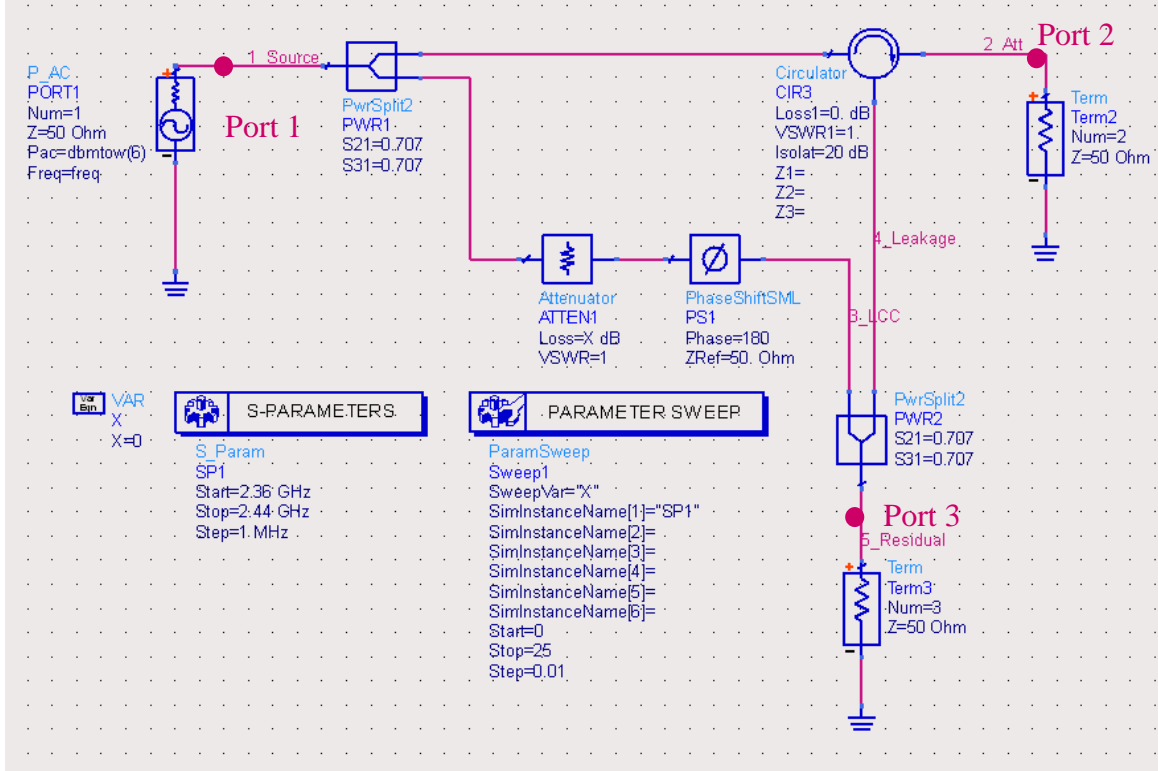 P_AC
PORT1
Num=1
Z=50 Ohm
Pac=dbmtow(6)
Freq=freq
1_Source
Port 1
PwrSplit2
PWR1
S21=0.707
S31=0.707
Circulator
CIR3
Loss1=0. dB
VSWR1=1.
Isolat=20 dB
Z1=
Z2=
Z3=
2_Att
Port 2
Term
Term2
Num=2
Z=50 Ohm
4_Leakage
Attenuator
ATTEN1
Loss=X dB
VSWR=1
PhaseShiftSML
PS1
Phase=180
ZRef=50. Ohm
3_LCC
Var
Eqn
VAR
X
X=0
S-PARAMETERS
S_Param
SP1
Start=2.36 GHz
Stop=2.44 GHz
Step=1. MHz
PARAMETER SWEEP
ParamSweep
Sweep1
SweepVar="X"
SimInstanceName[1]="SP1"
SimInstanceName[2]=
SimInstanceName[3]=
SimInstanceName[4]=
SimInstanceName[5]=
SimInstanceName[6]=
Start=0
Stop=25
Step=0.01
PwrSplit2
PWR2
S21=0.707
S31=0.707
Port 3
5_Residual
Term
Term3
Num=3
Z=50 Ohm